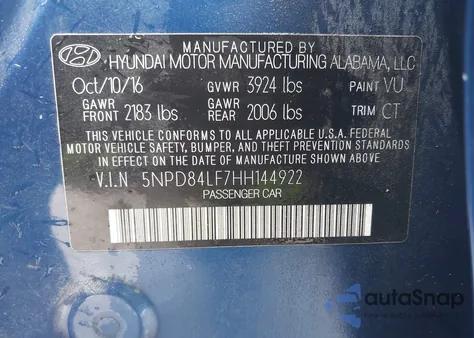 MANUFACTURED BY
HYUNDAI MOTOR MANUFACTURING ALABAMA, LLC
Oct/10/16 GVWR 3924 lbs PAINT VU
GAWR FRONT 2183 lbs GAWR REAR 2006 lbs TRIM CT
THIS VEHICLE CONFORMS TO ALL APPLICABLE U.S.A. FEDERAL
MOTOR VEHICLE SAFETY, BUMPER, AND THEFT PREVENTION STANDARDS
IN EFFECT ON THE DATE OF MANUFACTURE SHOWN ABOVE.
V.I.N 5NPD84LF7HH144922
PASSENGER CAR
autoSnap